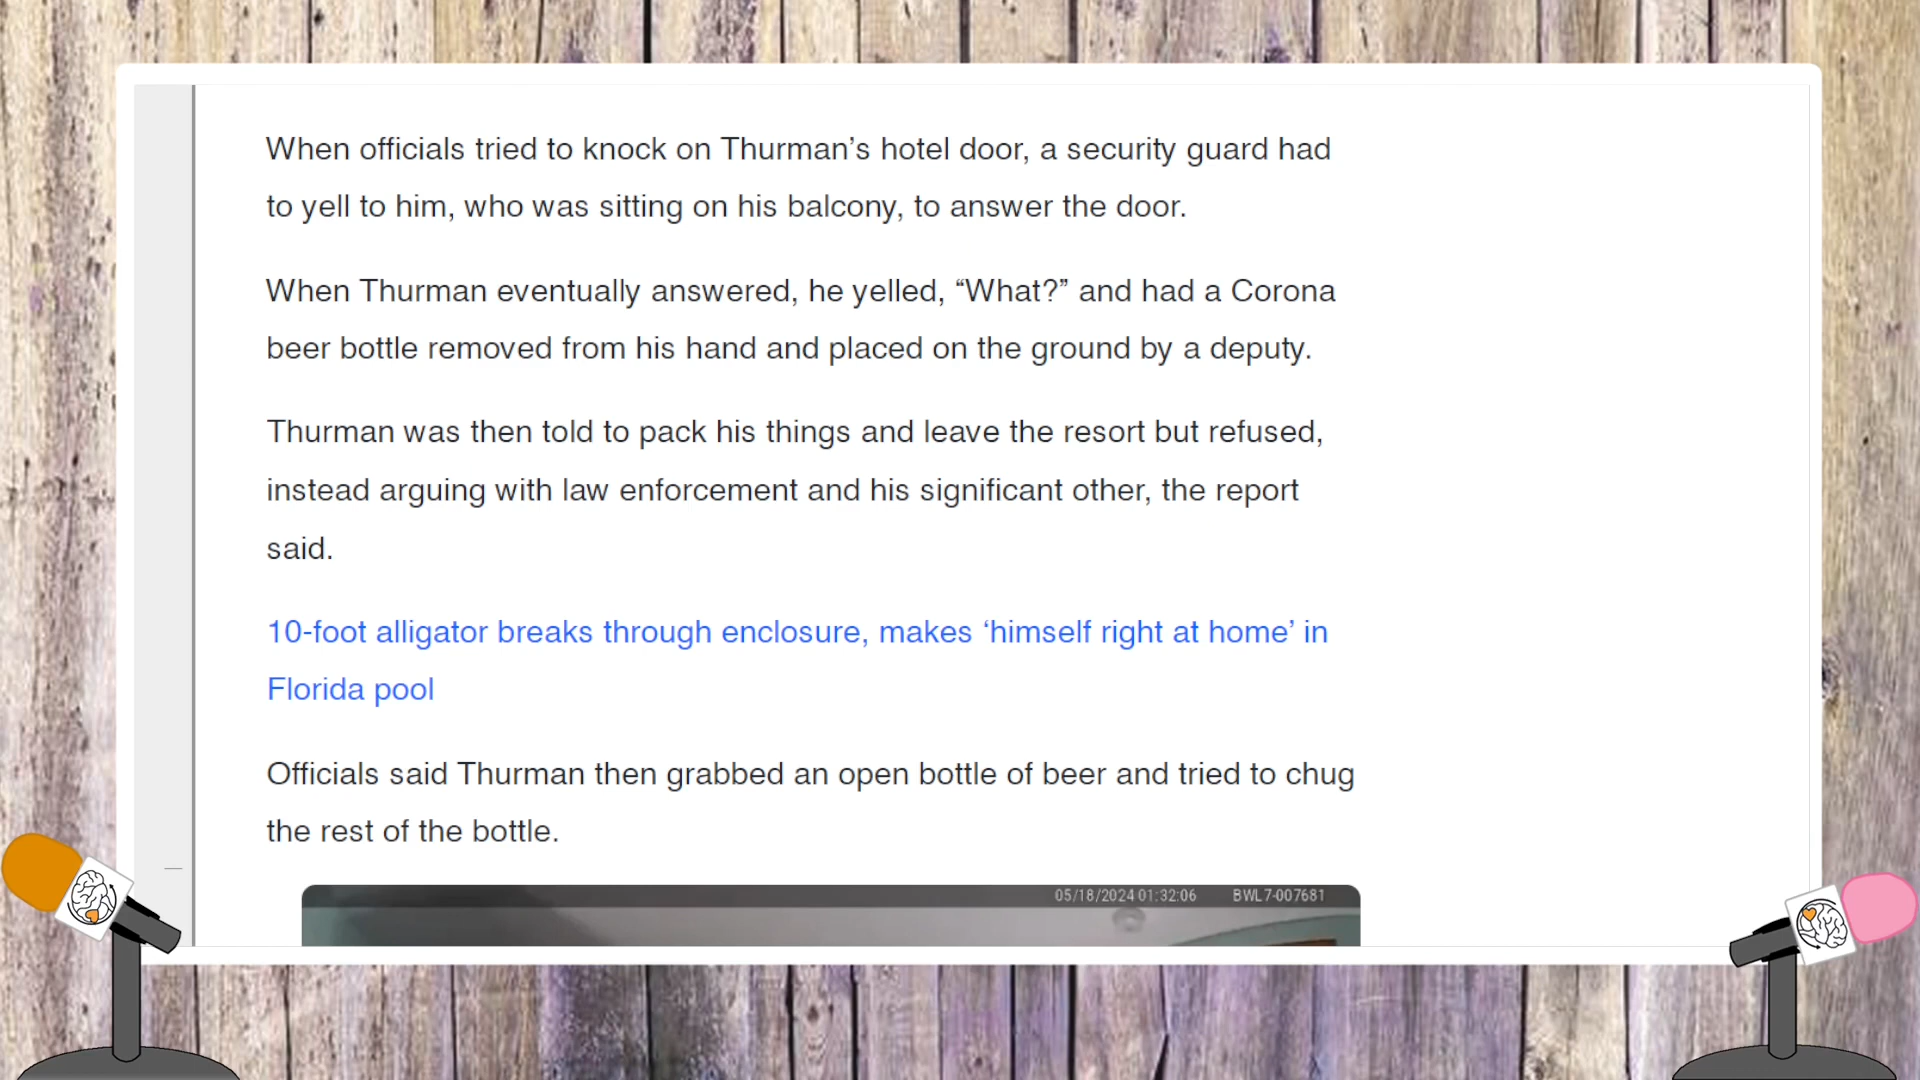 When officials tried to knock on Thurman’s hotel door, a security guard had
to yell to him, who was sitting on his balcony, to answer the door.
When Thurman eventually answered, he yelled, “What?” and had a Corona
beer bottle removed from his hand and placed on the ground by a deputy.
Thurman was then told to pack his things and leave the resort but refused,
instead arguing with law enforcement and his significant other, the report
said.
10-foot alligator breaks through enclosure, makes ‘himself right at home’ in
Florida pool
Officials said Thurman then grabbed an open bottle of beer and tried to chug
the rest of the bottle.
05/18/2024 01:32:06 BWL7-007681